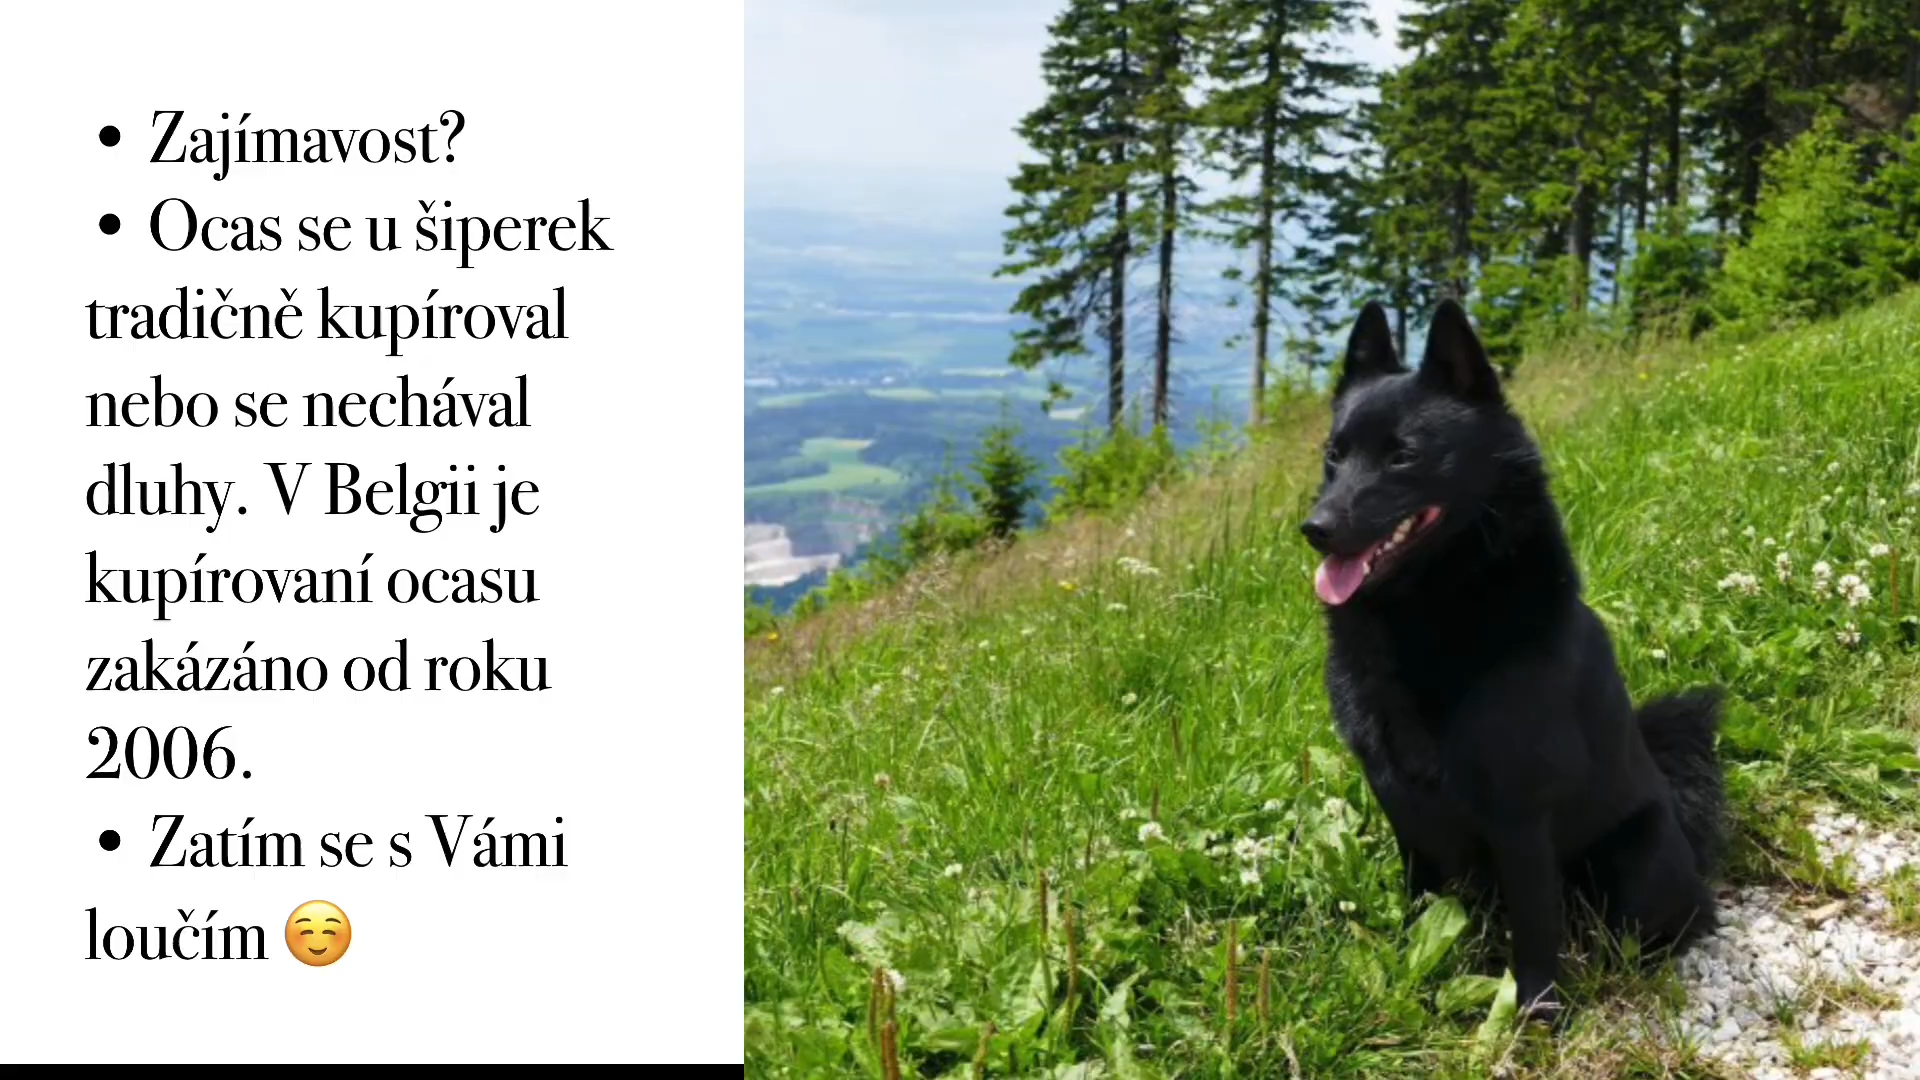 • Zajímavost?
• Ocas se u šiperek
tradičně kupíroval
nebo se nechával
dluhy. V Belgii je
kupírovaní ocasu
zakázáno od roku
2006.
• Zatím se s Vámi
loučím ☺️